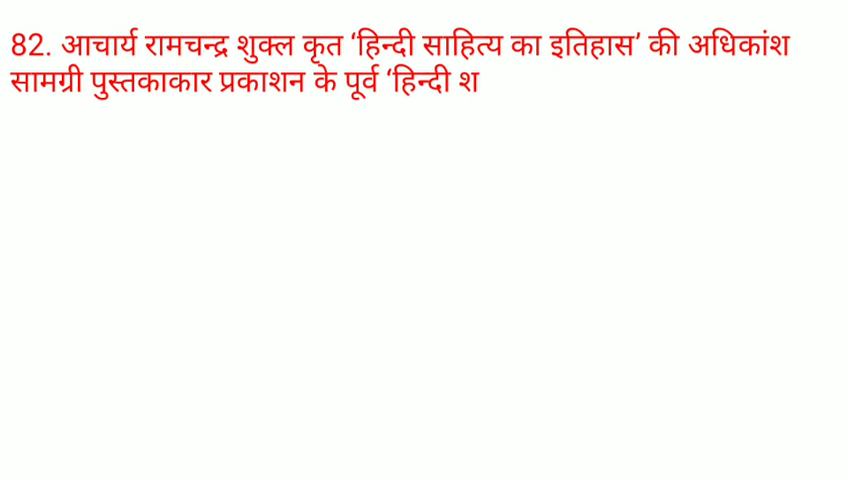 82. आचार्य रामचन्द्र शुक्ल कृत ‘हिन्दी साहित्य का इतिहास’ की अधिकांश
सामग्री पुस्तकाकार प्रकाशन के पूर्व ‘हिन्दी श